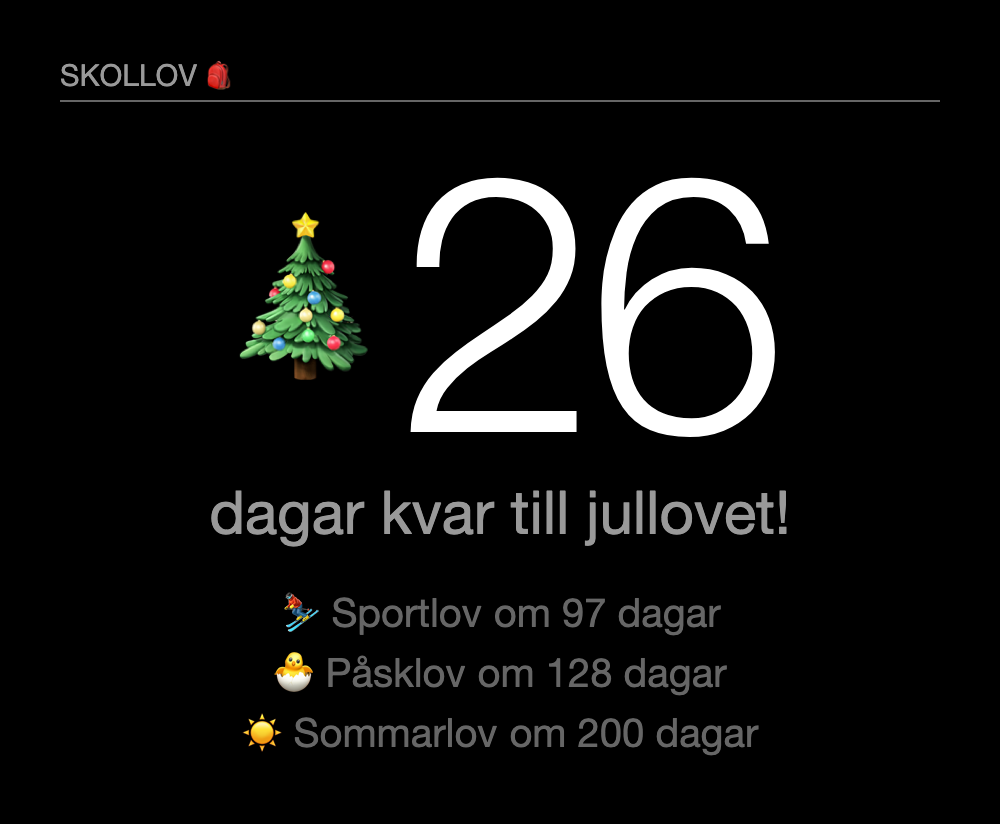 SKOLLOV 🎒
🎄 26
dagar kvar till jullovet!
⛷️ Sportlov om 97 dagar
🐣 Påsklov om 128 dagar
☀️ Sommarlov om 200 dagar